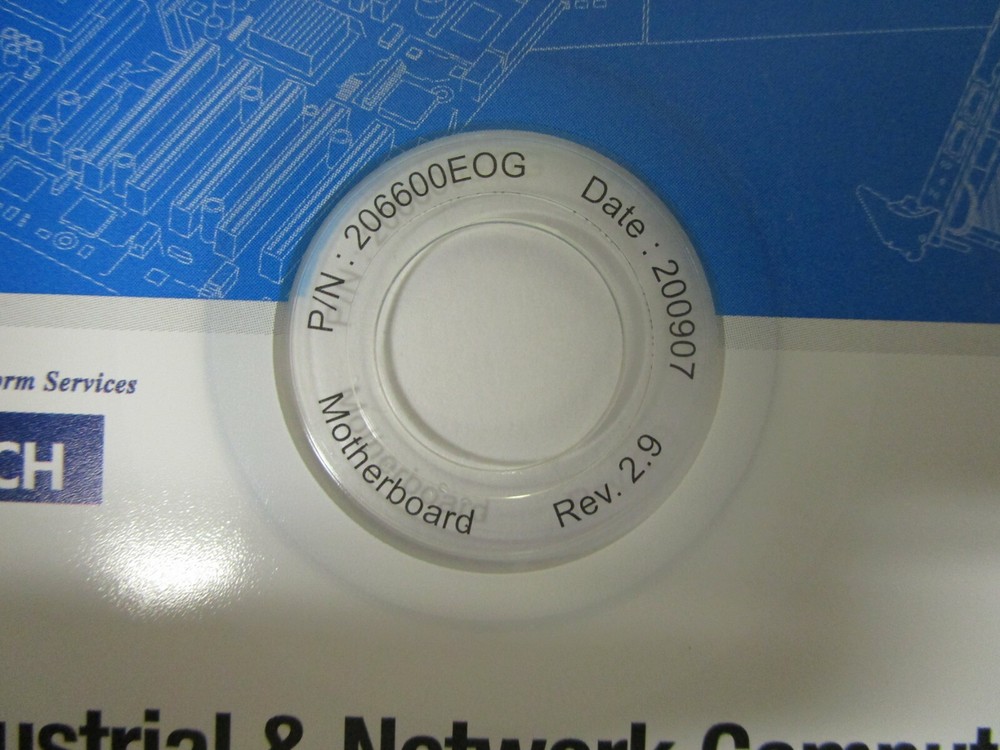 P/N : 206600EOG
Date : 200907
Motherboard
Rev. 2.9
orm Services
CH
ustrial & Network Comput